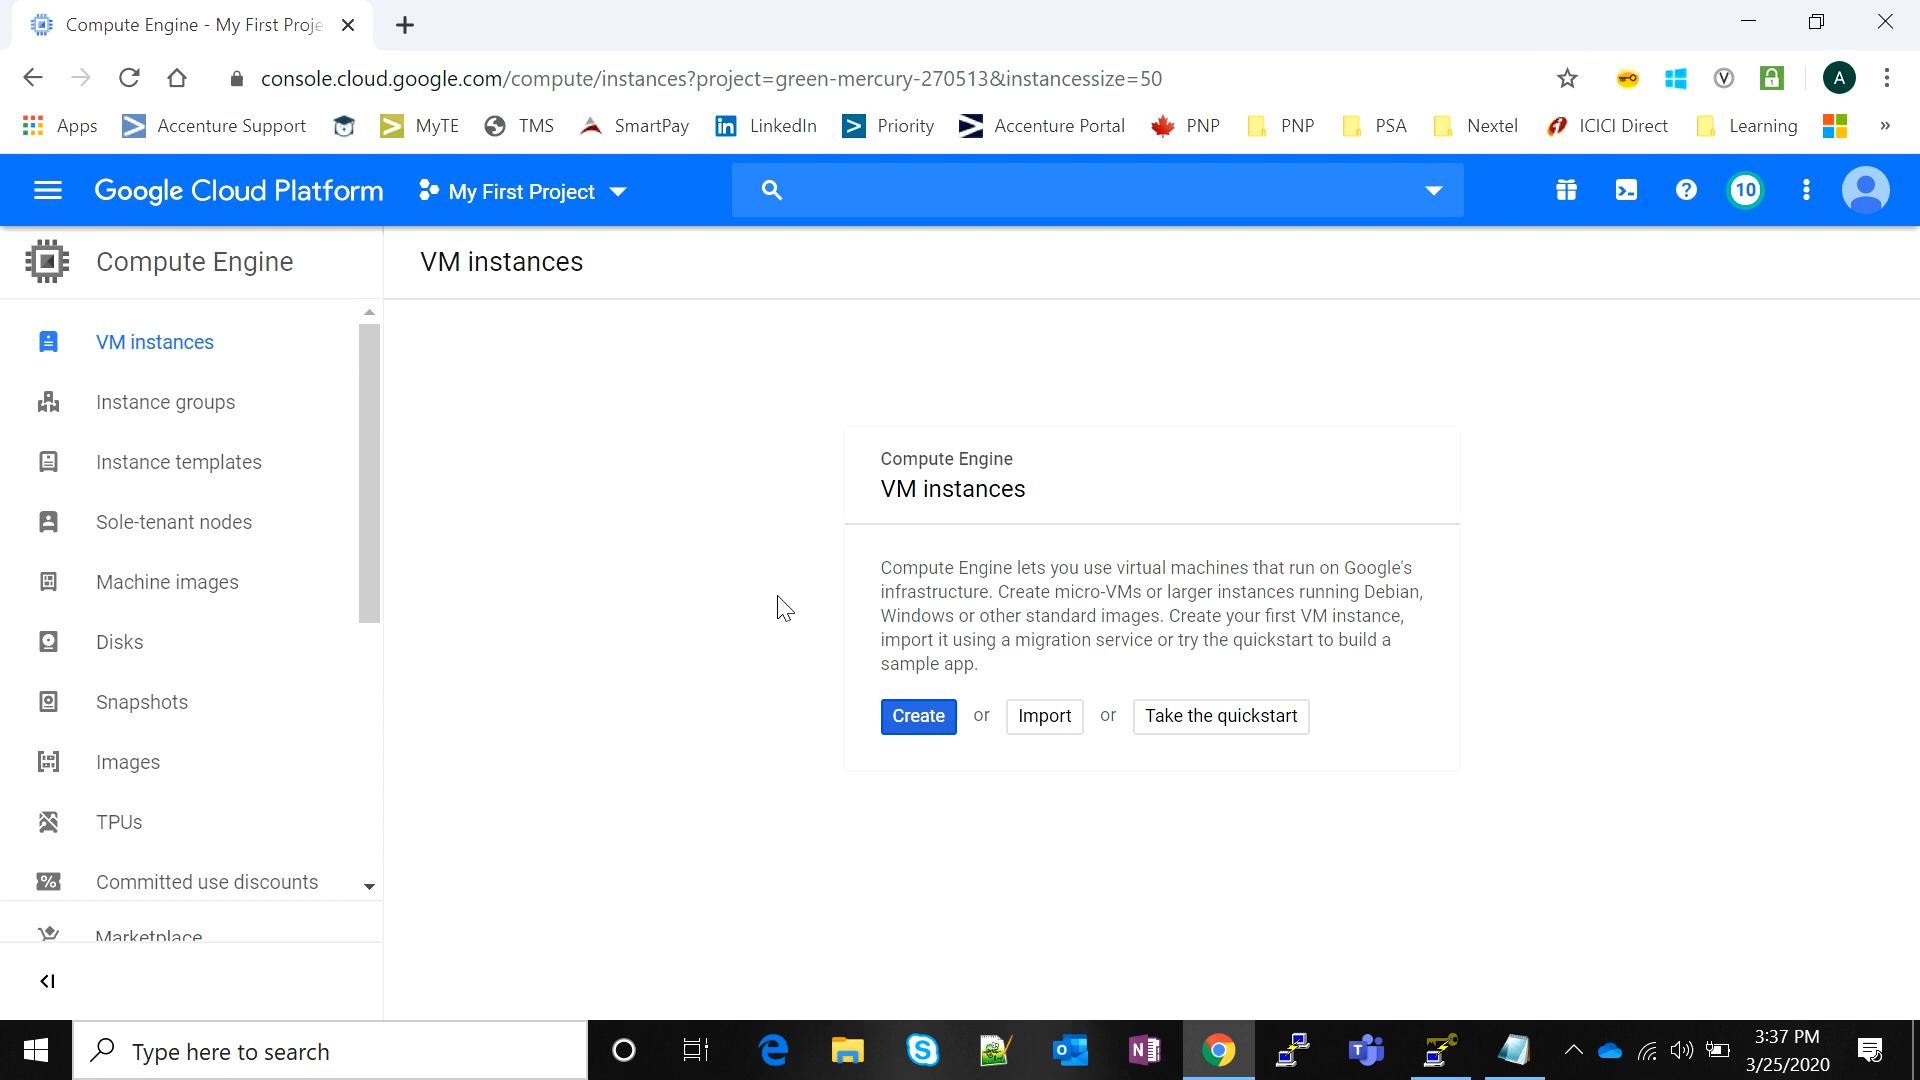 Compute Engine - My First Proje
console.cloud.google.com/compute/instances?project=green-mercury-270513&instancessize=50
A
Apps
Accenture Support
MyTE
TMS
SmartPay
LinkedIn
Priority
Accenture Portal
PNP
PNP
PSA
Nextel
ICICI Direct
Learning
»
Google Cloud Platform
My First Project
10
Compute Engine
VM instances
VM instances
Instance groups
Instance templates
Sole-tenant nodes
Machine images
Disks
Snapshots
Images
TPUs
Committed use discounts
Marketplace
Compute Engine
VM instances
Compute Engine lets you use virtual machines that run on Google's
infrastructure. Create micro-VMs or larger instances running Debian,
Windows or other standard images. Create your first VM instance,
import it using a migration service or try the quickstart to build a
sample app.
Create or Import or Take the quickstart
Type here to search
3:37 PM
3/25/2020